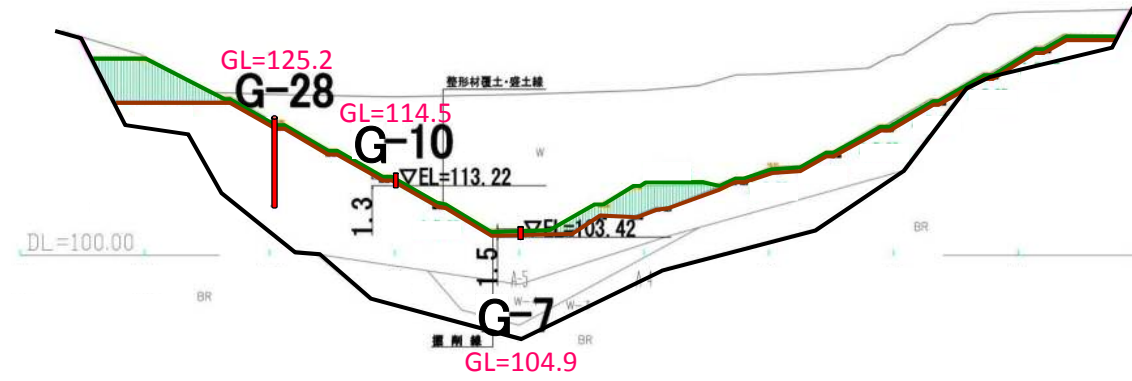 GL=125.2
G-28
整形材覆土・盛土線
GL=114.5
G-10
W
▽EL=113.22
1.3
▽EL=103.42
BR
DL=100.00
1.5
A-5
A-4
BR
G-7
掘削線
BR
GL=104.9